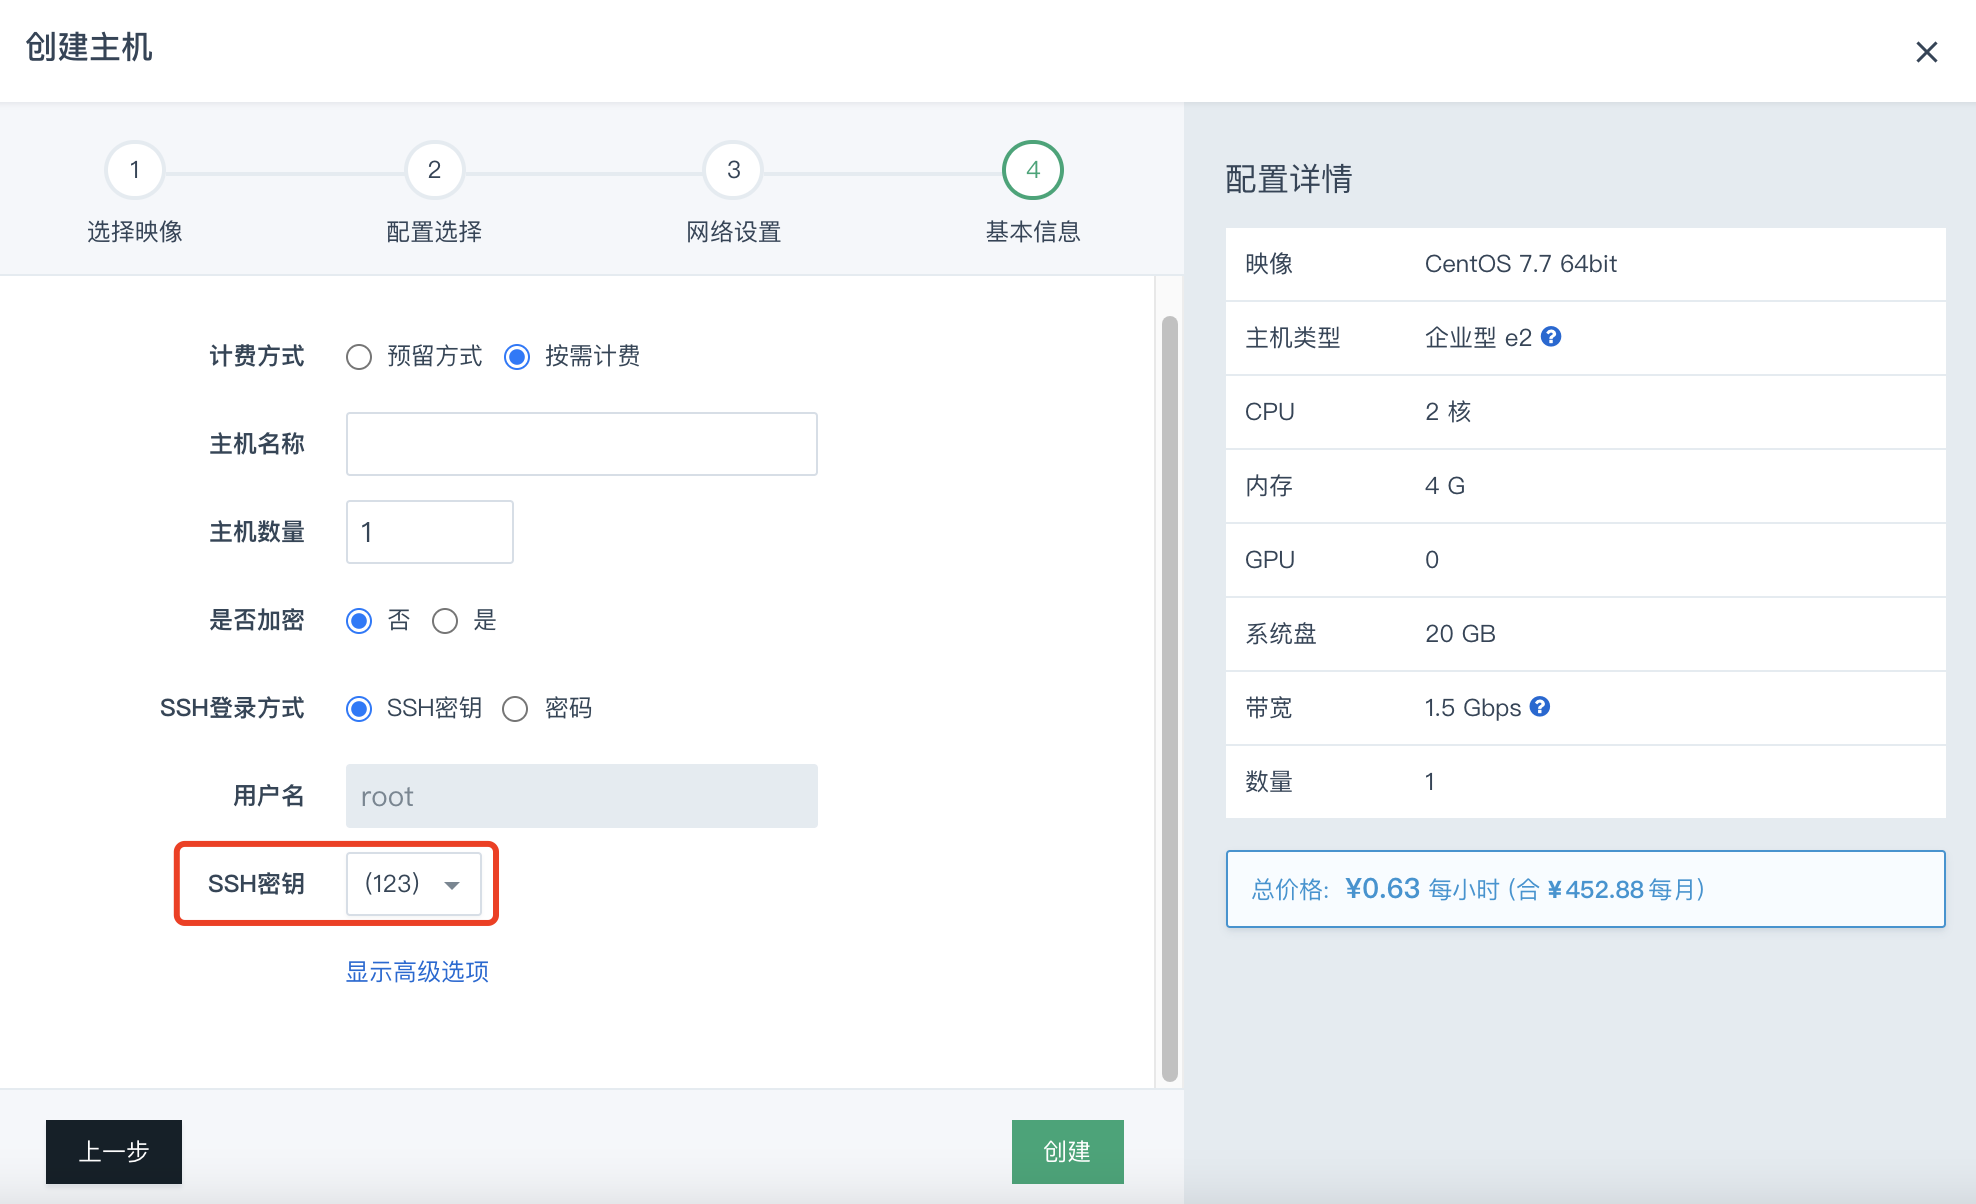 创建主机
1
2
3
4
选择映像
配置选择
网络设置
基本信息
计费方式 预留方式 按需计费
主机名称
主机数量 1
是否加密 否 是
SSH登录方式 SSH密钥 密码
用户名 root
SSH密钥 (123)
显示高级选项
上一步
创建
配置详情
映像 CentOS 7.7 64bit
主机类型 企业型 e2 ?
CPU 2 核
内存 4 G
GPU 0
系统盘 20 GB
带宽 1.5 Gbps ?
数量 1
总价格: ¥0.63 每小时 (合 ¥452.88 每月)